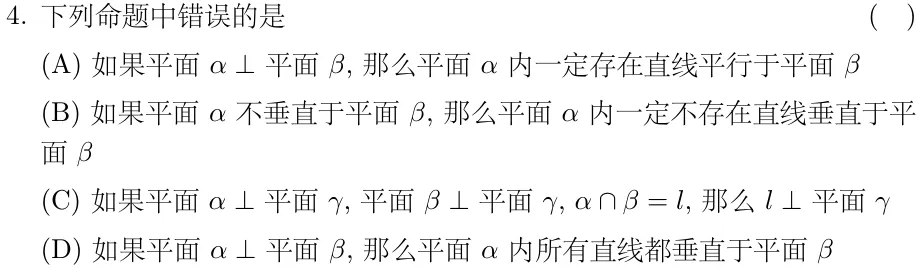 4. 下列命题中错误的是 ( )
(A) 如果平面 α ⊥ 平面 β, 那么平面 α 内一定存在直线平行于平面 β
(B) 如果平面 α 不垂直于平面 β, 那么平面 α 内一定不存在直线垂直于平
面 β
(C) 如果平面 α ⊥ 平面 γ, 平面 β ⊥ 平面 γ, α ∩ β = l, 那么 l ⊥ 平面 γ
(D) 如果平面 α ⊥ 平面 β, 那么平面 α 内所有直线都垂直于平面 β